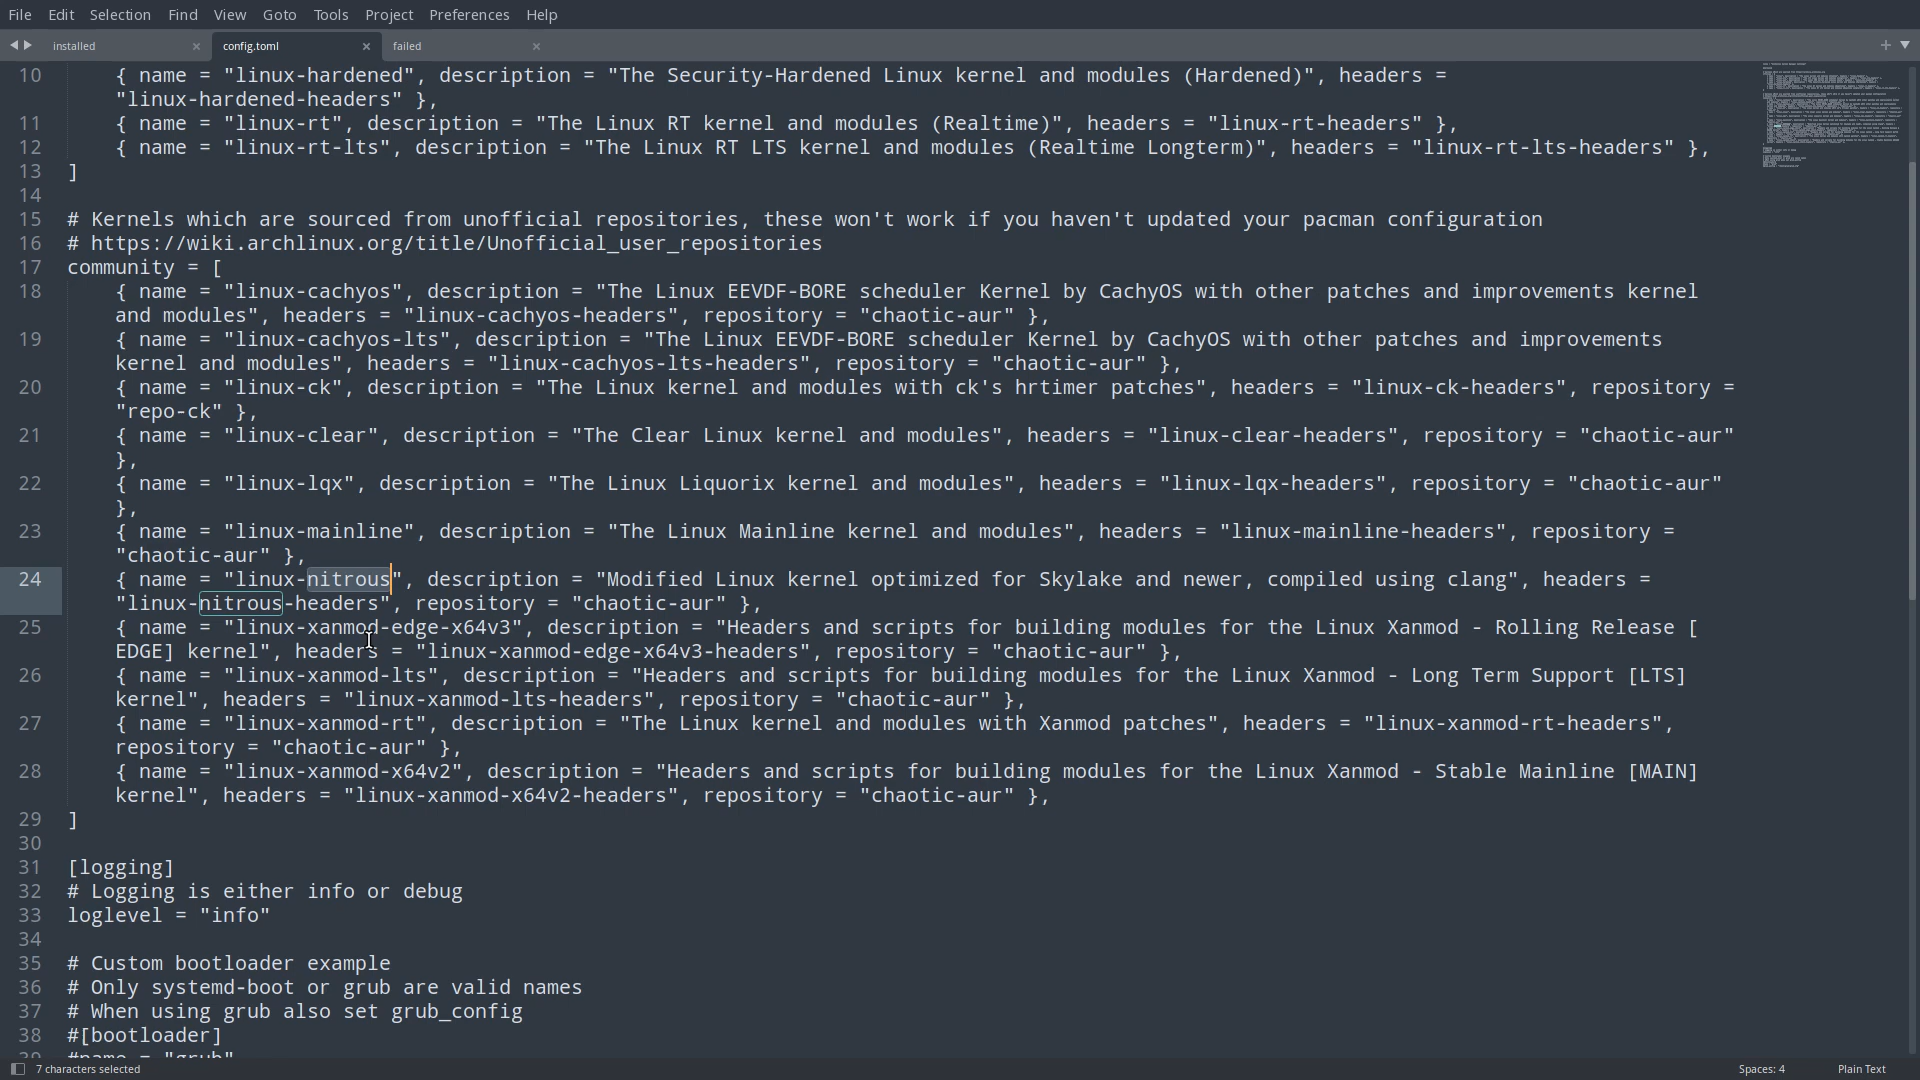 File Edit Selection Find View Goto Tools Project Preferences Help
installed × config.toml × failed ×
10 { name = "linux-hardened", description = "The Security-Hardened Linux kernel and modules (Hardened)", headers =
"linux-hardened-headers" },
11 { name = "linux-rt", description = "The Linux RT kernel and modules (Realtime)", headers = "linux-rt-headers" },
12 { name = "linux-rt-lts", description = "The Linux RT LTS kernel and modules (Realtime Longterm)", headers = "linux-rt-lts-headers" },
13 ]
14
15 # Kernels which are sourced from unofficial repositories, these won't work if you haven't updated your pacman configuration
16 # https://wiki.archlinux.org/title/Unofficial_user_repositories
17 community = [
18 { name = "linux-cachyos", description = "The Linux EEVDF-BORE scheduler Kernel by CachyOS with other patches and improvements kernel
and modules", headers = "linux-cachyos-headers", repository = "chaotic-aur" },
19 { name = "linux-cachyos-lts", description = "The Linux EEVDF-BORE scheduler Kernel by CachyOS with other patches and improvements
kernel and modules", headers = "linux-cachyos-lts-headers", repository = "chaotic-aur" },
20 { name = "linux-ck", description = "The Linux kernel and modules with ck's hrtimer patches", headers = "linux-ck-headers", repository =
"repo-ck" },
21 { name = "linux-clear", description = "The Clear Linux kernel and modules", headers = "linux-clear-headers", repository = "chaotic-aur"
},
22 { name = "linux-lqx", description = "The Linux Liquorix kernel and modules", headers = "linux-lqx-headers", repository = "chaotic-aur"
},
23 { name = "linux-mainline", description = "The Linux Mainline kernel and modules", headers = "linux-mainline-headers", repository =
"chaotic-aur" },
24 { name = "linux-nitrous", description = "Modified Linux kernel optimized for Skylake and newer, compiled using clang", headers =
"linux-nitrous-headers", repository = "chaotic-aur" },
25 { name = "linux-xanmod-edge-x64v3", description = "Headers and scripts for building modules for the Linux Xanmod - Rolling Release [
EDGE] kernel", headers = "linux-xanmod-edge-x64v3-headers", repository = "chaotic-aur" },
26 { name = "linux-xanmod-lts", description = "Headers and scripts for building modules for the Linux Xanmod - Long Term Support [LTS]
kernel", headers = "linux-xanmod-lts-headers", repository = "chaotic-aur" },
27 { name = "linux-xanmod-rt", description = "The Linux kernel and modules with Xanmod patches", headers = "linux-xanmod-rt-headers",
repository = "chaotic-aur" },
28 { name = "linux-xanmod-x64v2", description = "Headers and scripts for building modules for the Linux Xanmod - Stable Mainline [MAIN]
kernel", headers = "linux-xanmod-x64v2-headers", repository = "chaotic-aur" },
29 ]
30
31 [logging]
32 # Logging is either info or debug
33 loglevel = "info"
34
35 # Custom bootloader example
36 # Only systemd-boot or grub are valid names
37 # When using grub also set grub_config
38 #[bootloader]
39 #name = "grub"
7 characters selected Spaces: 4 Plain Text